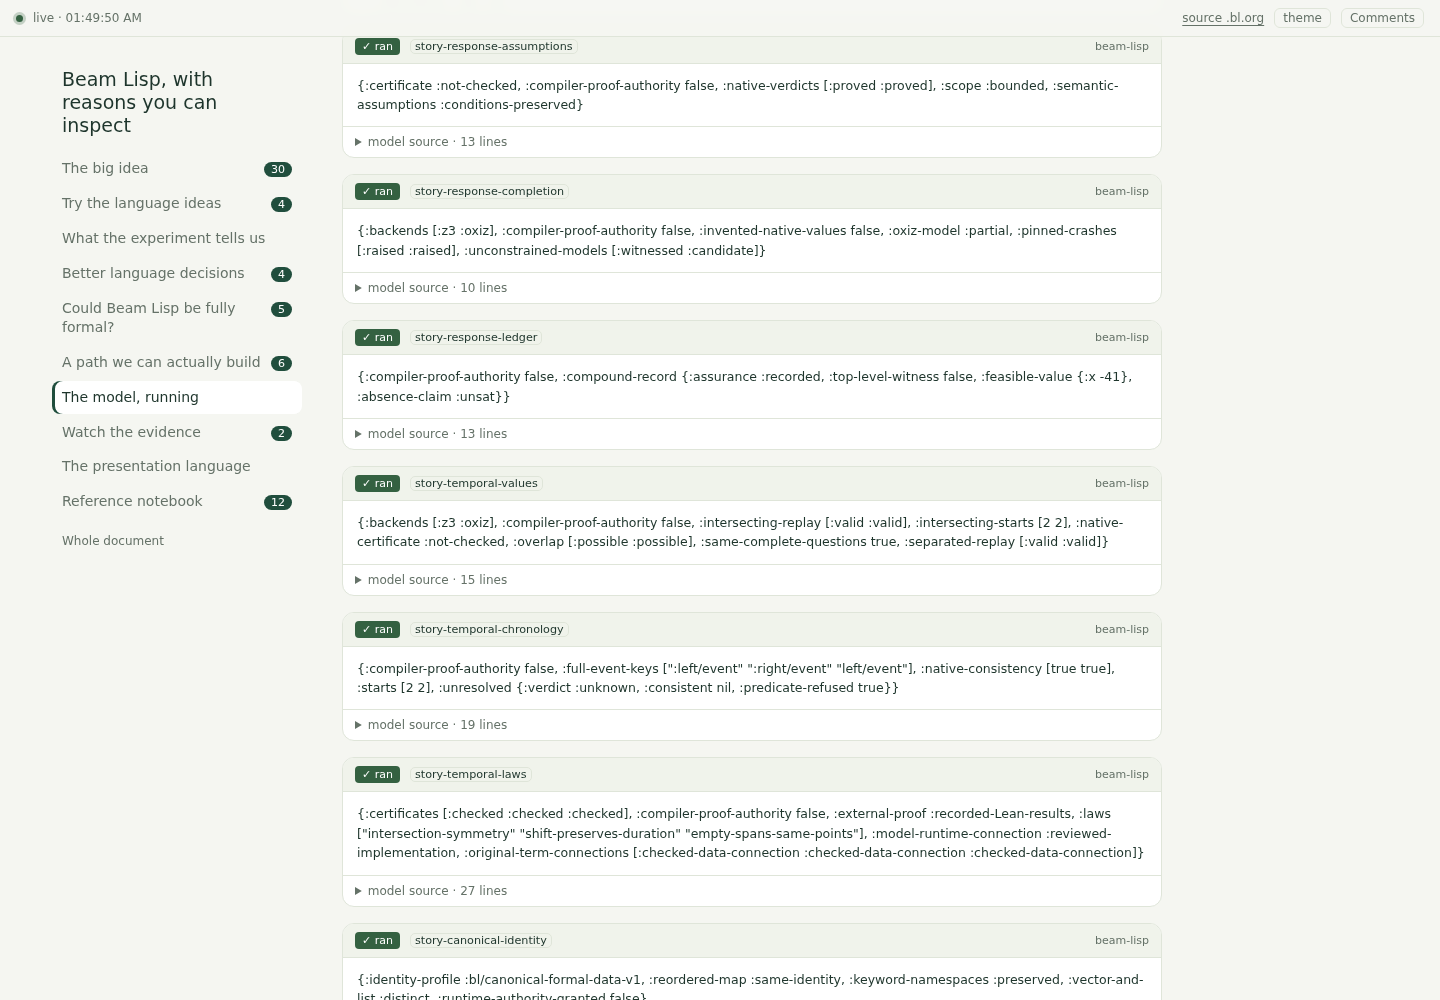 live · 01:49:50 AM
source .bl.org
theme
Comments
Beam Lisp, with
reasons you can
inspect
The big idea 30
Try the language ideas 4
What the experiment tells us
Better language decisions 4
Could Beam Lisp be fully 5
formal?
A path we can actually build 6
The model, running
Watch the evidence 2
The presentation language
Reference notebook 12
Whole document
✓ ran story-response-assumptions beam-lisp
{:certificate :not-checked, :compiler-proof-authority false, :native-verdicts [:proved :proved], :scope :bounded, :semantic-
assumptions :conditions-preserved}
▶ model source · 13 lines
✓ ran story-response-completion beam-lisp
{:backends [:z3 :oxiz], :compiler-proof-authority false, :invented-native-values false, :oxiz-model :partial, :pinned-crashes
[:raised :raised], :unconstrained-models [:witnessed :candidate]}
▶ model source · 10 lines
✓ ran story-response-ledger beam-lisp
{:compiler-proof-authority false, :compound-record {:assurance :recorded, :top-level-witness false, :feasible-value {:x -41},
:absence-claim :unsat}}
▶ model source · 13 lines
✓ ran story-temporal-values beam-lisp
{:backends [:z3 :oxiz], :compiler-proof-authority false, :intersecting-replay [:valid :valid], :intersecting-starts [2 2], :native-
certificate :not-checked, :overlap [:possible :possible], :same-complete-questions true, :separated-replay [:valid :valid]}
▶ model source · 15 lines
✓ ran story-temporal-chronology beam-lisp
{:compiler-proof-authority false, :full-event-keys [":left/event" ":right/event" "left/event"], :native-consistency [true true],
:starts [2 2], :unresolved {:verdict :unknown, :consistent nil, :predicate-refused true}}
▶ model source · 19 lines
✓ ran story-temporal-laws beam-lisp
{:certificates [:checked :checked :checked], :compiler-proof-authority false, :external-proof :recorded-Lean-results, :laws
["intersection-symmetry" "shift-preserves-duration" "empty-spans-same-points"], :model-runtime-connection :reviewed-
implementation, :original-term-connections [:checked-data-connection :checked-data-connection :checked-data-connection]}
▶ model source · 27 lines
✓ ran story-canonical-identity beam-lisp
{:identity-profile :bl/canonical-formal-data-v1, :reordered-map :same-identity, :keyword-namespaces :preserved, :vector-and-
list :distinct, :runtime-authority-granted false}